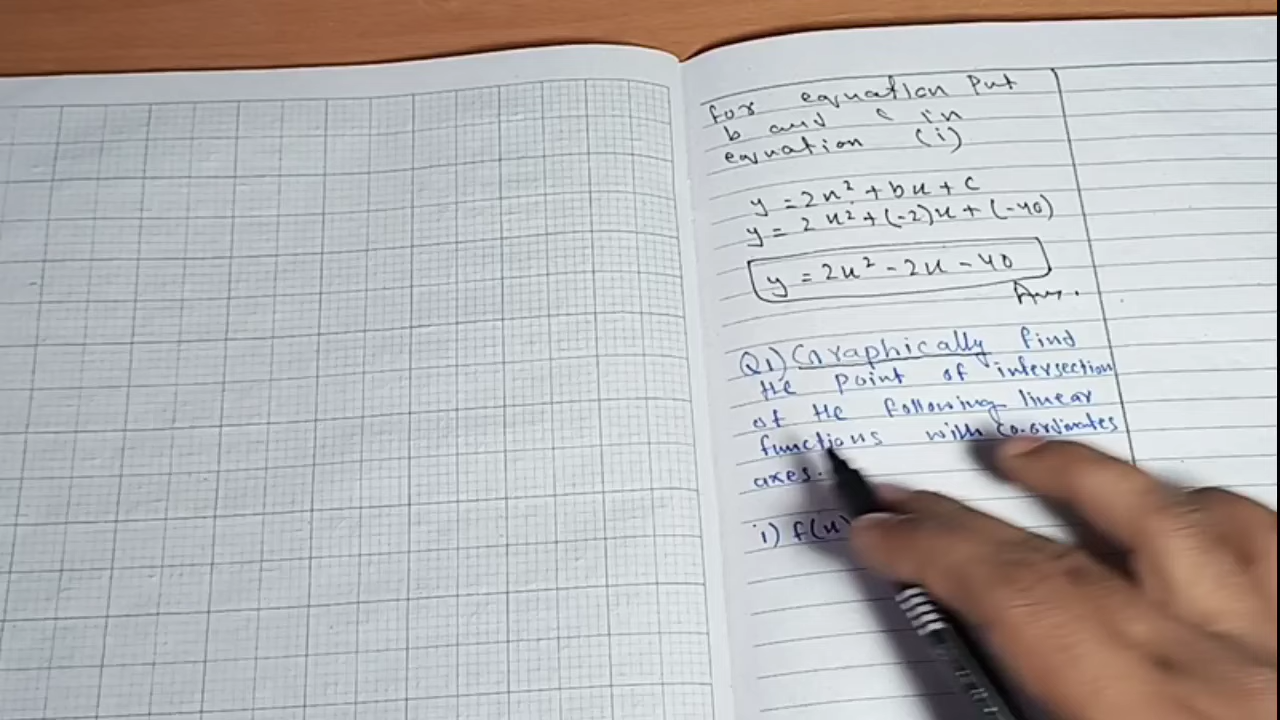 for equation Put
b and c in
equation (i)
y = 2x² + bx + c
y = 2x² + (-2)x + (-40)
y = 2x² - 2x - 40
Ans.
Q1) Graphically find
the point of intersection
of the following linear
functions with co-ordinates
axes.
i) f(x)